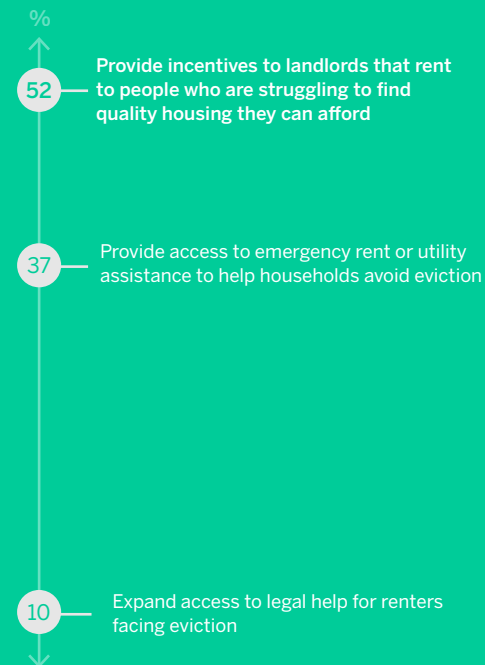 %
52
Provide incentives to landlords that rent
to people who are struggling to find
quality housing they can afford
37
Provide access to emergency rent or utility
assistance to help households avoid eviction
10
Expand access to legal help for renters
facing eviction